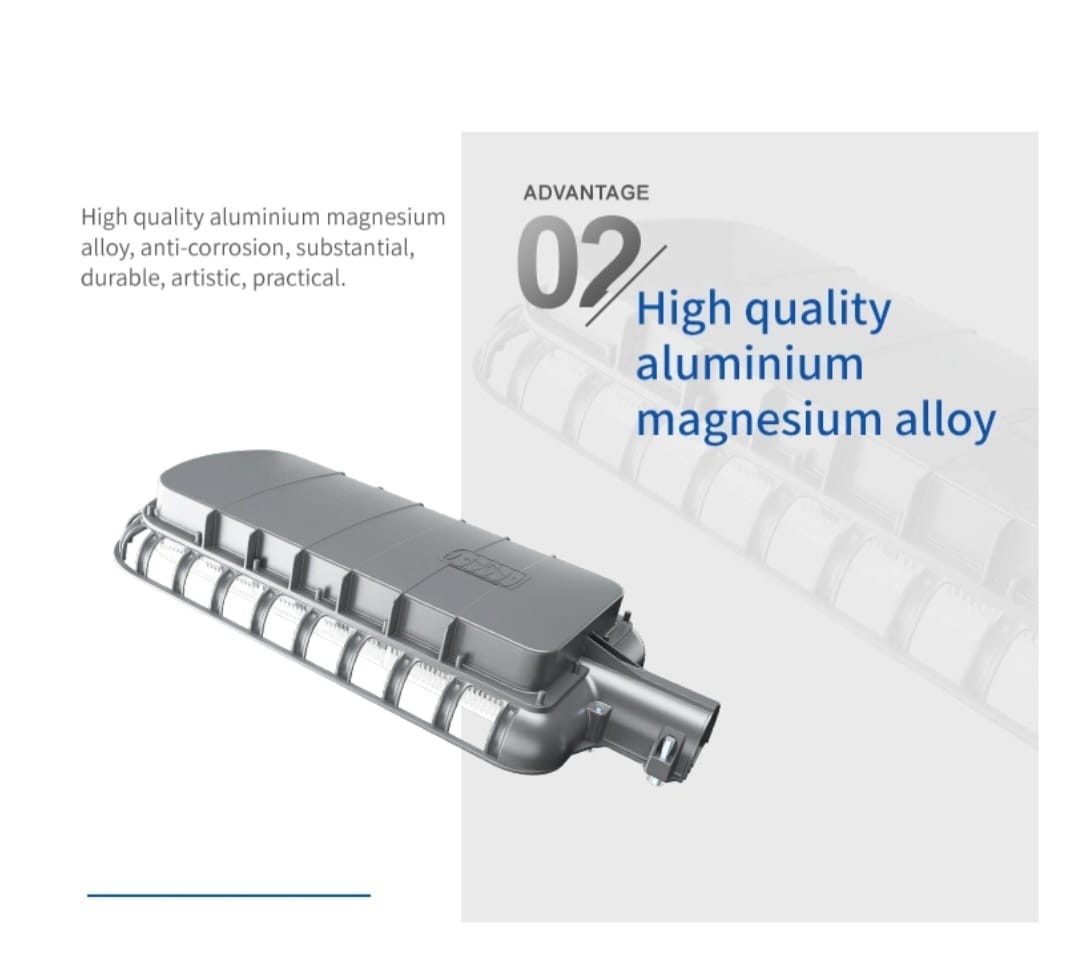 High quality aluminium magnesium
alloy, anti-corrosion, substantial,
durable, artistic, practical.
ADVANTAGE
02
High quality
aluminium
magnesium alloy